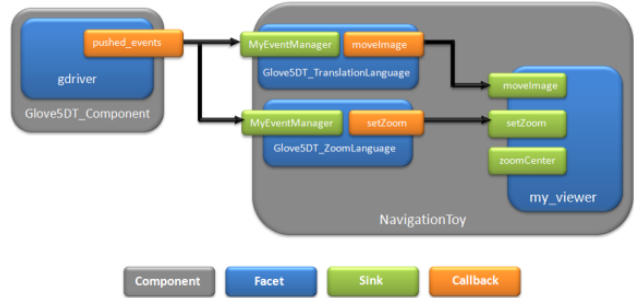 pushed_events
gdriver
Glove5DT_Component
MyEventManager
moveImage
Glove5DT_TranslationLanguage
MyEventManager
setZoom
Glove5DT_ZoomLanguage
moveImage
setZoom
zoomCenter
my_viewer
NavigationToy
Component
Facet
Sink
Callback